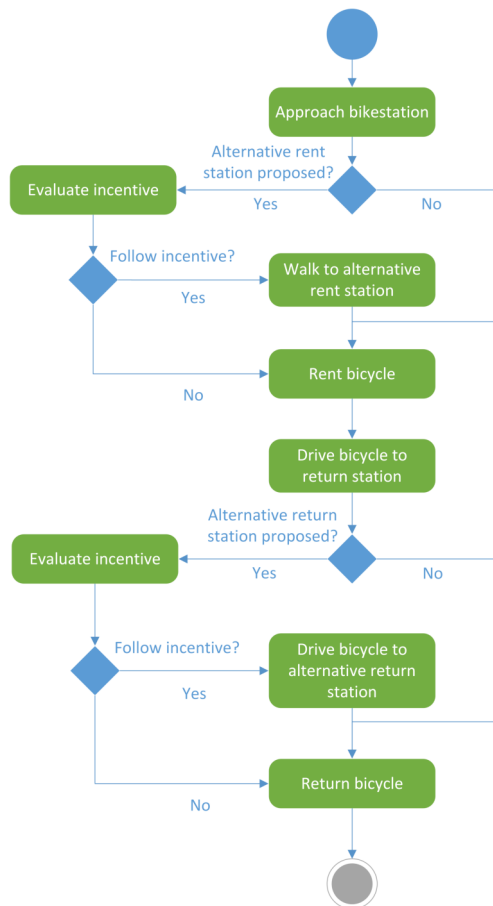 Approach bikestation
Alternative rent
station proposed?
Evaluate incentive
Yes
No
Follow incentive?
Yes
Walk to alternative
rent station
Rent bicycle
No
Drive bicycle to
return station
Alternative return
station proposed?
Evaluate incentive
Yes
No
Follow incentive?
Yes
Drive bicycle to
alternative return
station
Return bicycle
No